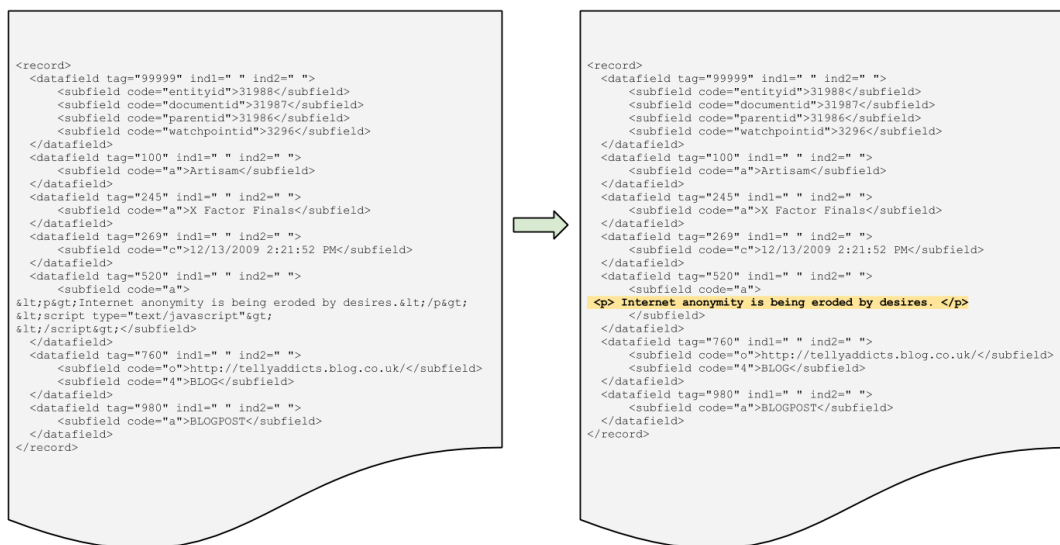 <record>
<datafield tag="99999" ind1=" " ind2=" ">
<subfield code="entityid">31988</subfield>
<subfield code="documentid">31987</subfield>
<subfield code="parentid">31986</subfield>
<subfield code="watchpointid">3296</subfield>
</datafield>
<datafield tag="100" ind1=" " ind2=" ">
<subfield code="a">Artisam</subfield>
</datafield>
<datafield tag="245" ind1=" " ind2=" ">
<subfield code="a">X Factor Finals</subfield>
</datafield>
<datafield tag="269" ind1=" " ind2=" ">
<subfield code="c">12/13/2009 2:21:52 PM</subfield>
</datafield>
<datafield tag="520" ind1=" " ind2=" ">
<subfield code="a">
&lt;p&gt;Internet anonymity is being eroded by desires.&lt;/p&gt;
&lt;script type="text/javascript"&gt;
&lt;/script&gt;</subfield>
</datafield>
<datafield tag="760" ind1=" " ind2=" ">
<subfield code="o">http://tellyaddicts.blog.co.uk/</subfield>
<subfield code="4">BLOG</subfield>
</datafield>
<datafield tag="980" ind1=" " ind2=" ">
<subfield code="a">BLOGPOST</subfield>
</datafield>
</record>
<record>
<datafield tag="99999" ind1=" " ind2=" ">
<subfield code="entityid">31988</subfield>
<subfield code="documentid">31987</subfield>
<subfield code="parentid">31986</subfield>
<subfield code="watchpointid">3296</subfield>
</datafield>
<datafield tag="100" ind1=" " ind2=" ">
<subfield code="a">Artisam</subfield>
</datafield>
<datafield tag="245" ind1=" " ind2=" ">
<subfield code="a">X Factor Finals</subfield>
</datafield>
<datafield tag="269" ind1=" " ind2=" ">
<subfield code="c">12/13/2009 2:21:52 PM</subfield>
</datafield>
<datafield tag="520" ind1=" " ind2=" ">
<subfield code="a">
<p> Internet anonymity is being eroded by desires. </p>
</subfield>
</datafield>
<datafield tag="760" ind1=" " ind2=" ">
<subfield code="o">http://tellyaddicts.blog.co.uk/</subfield>
<subfield code="4">BLOG</subfield>
</datafield>
<datafield tag="980" ind1=" " ind2=" ">
<subfield code="a">BLOGPOST</subfield>
</datafield>
</record>